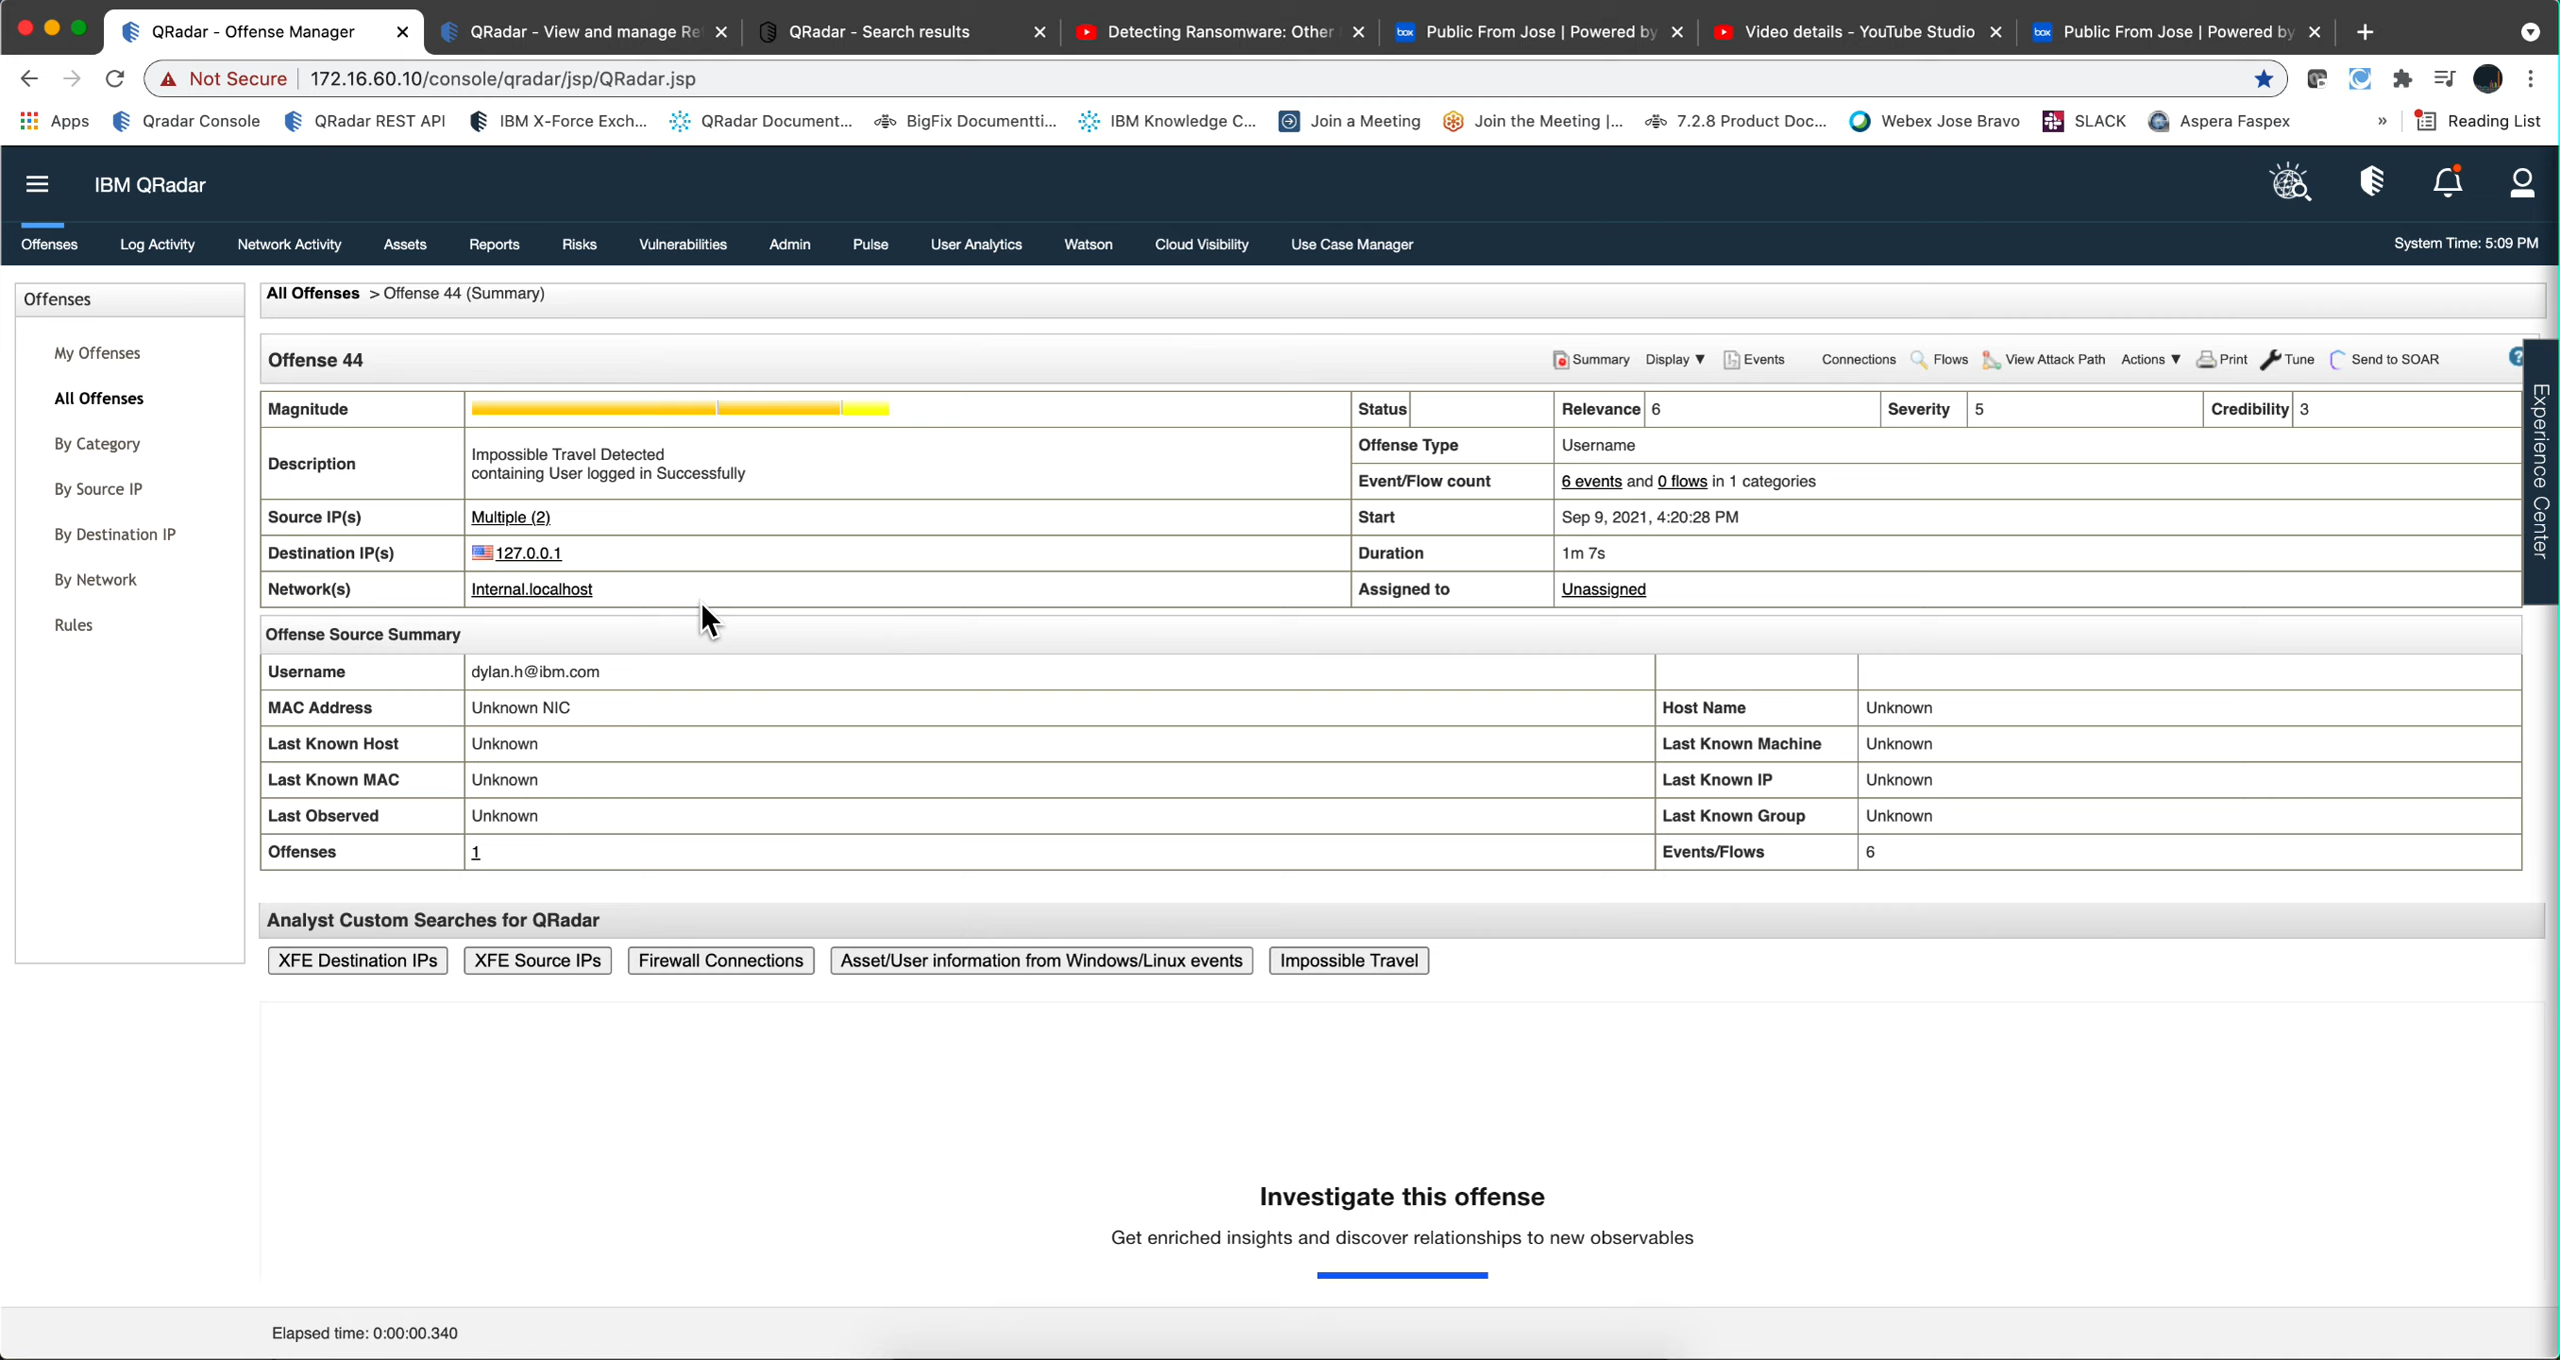 QRadar - Offense Manager
QRadar - View and manage Re
QRadar - Search results
Detecting Ransomware: Other
Public From Jose | Powered by
Video details - YouTube Studio
Public From Jose | Powered by
Not Secure
172.16.60.10/console/qradar/jsp/QRadar.jsp
Apps
Qradar Console
QRadar REST API
IBM X-Force Exch...
QRadar Document...
BigFix Documentti...
IBM Knowledge C...
Join a Meeting
Join the Meeting |...
7.2.8 Product Doc...
Webex Jose Bravo
SLACK
Aspera Faspex
»
Reading List
IBM QRadar
Offenses
Log Activity
Network Activity
Assets
Reports
Risks
Vulnerabilities
Admin
Pulse
User Analytics
Watson
Cloud Visibility
Use Case Manager
System Time: 5:09 PM
Offenses
My Offenses
All Offenses
By Category
By Source IP
By Destination IP
By Network
Rules
All Offenses > Offense 44 (Summary)
Offense 44
Summary
Display ▼
Events
Connections
Flows
View Attack Path
Actions ▼
Print
Tune
Send to SOAR
?
Experience Center
Magnitude
Status
Relevance 6
Severity 5
Credibility 3
Description
Impossible Travel Detected
containing User logged in Successfully
Offense Type
Username
Event/Flow count
6 events and 0 flows in 1 categories
Source IP(s)
Multiple (2)
Start
Sep 9, 2021, 4:20:28 PM
Destination IP(s)
127.0.0.1
Duration
1m 7s
Network(s)
Internal.localhost
Assigned to
Unassigned
Offense Source Summary
Username
dylan.h@ibm.com
MAC Address
Unknown NIC
Host Name
Unknown
Last Known Host
Unknown
Last Known Machine
Unknown
Last Known MAC
Unknown
Last Known IP
Unknown
Last Observed
Unknown
Last Known Group
Unknown
Offenses
1
Events/Flows
6
Analyst Custom Searches for QRadar
XFE Destination IPs
XFE Source IPs
Firewall Connections
Asset/User information from Windows/Linux events
Impossible Travel
Investigate this offense
Get enriched insights and discover relationships to new observables
Elapsed time: 0:00:00.340